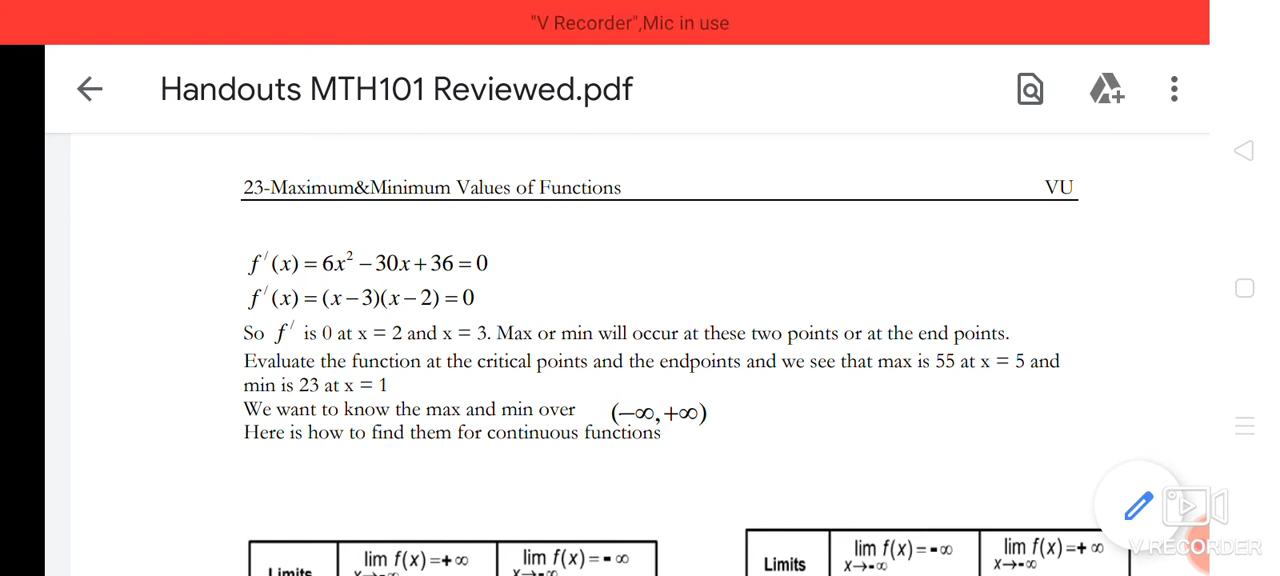 "V Recorder",Mic in use
Handouts MTH101 Reviewed.pdf
23-Maximum&Minimum Values of Functions VU
f′(x) = 6x² − 30x + 36 = 0
f′(x) = (x − 3)(x − 2) = 0
So f′ is 0 at x = 2 and x = 3. Max or min will occur at these two points or at the end points.
Evaluate the function at the critical points and the endpoints and we see that max is 55 at x = 5 and
min is 23 at x = 1
We want to know the max and min over (−∞, +∞)
Here is how to find them for continuous functions
Limits lim f(x) = +∞ lim f(x) = -∞
x→-∞ x→-∞
Limits lim f(x) = -∞ lim f(x) = +∞
x→-∞ x→-∞
V RECORDER